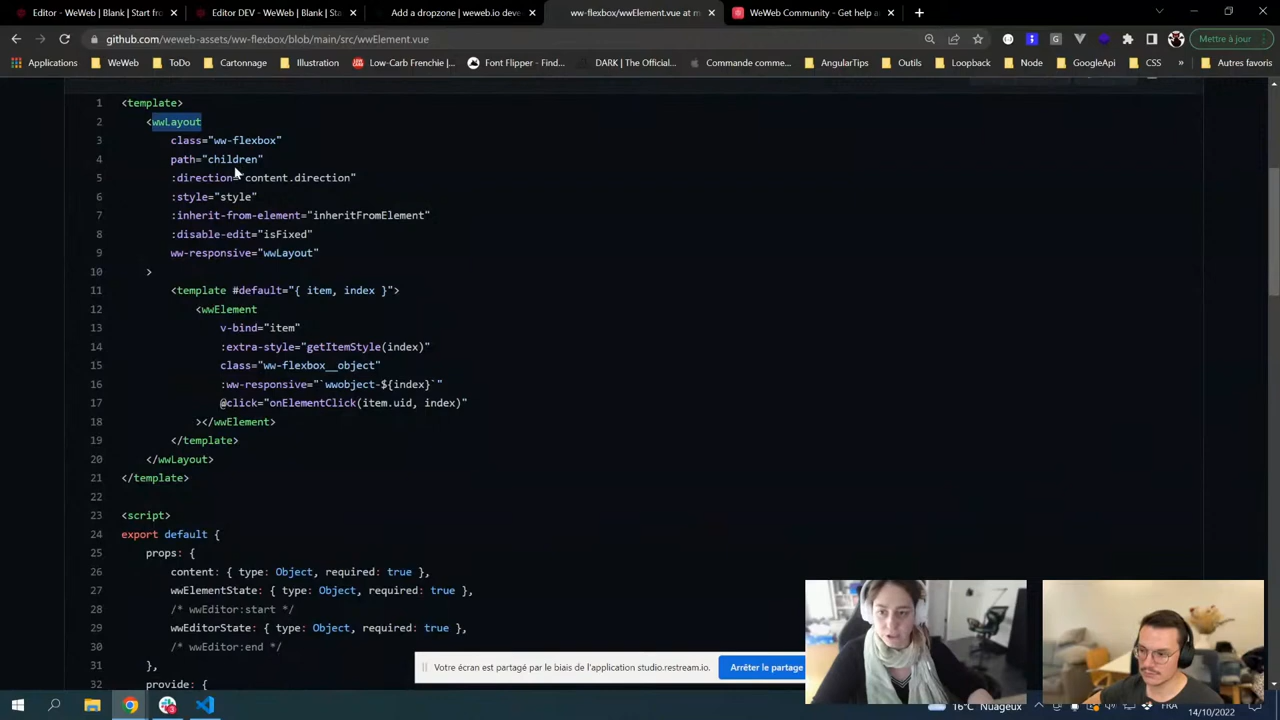 Editor - WeWeb | Blank | Start fro
Editor DEV - WeWeb | Blank | Sta
Add a dropzone | weweb.io deve
ww-flexbox/wwElement.vue at m
WeWeb Community - Get help a
github.com/weweb-assets/ww-flexbox/blob/main/src/wwElement.vue
Mettre à jour
Applications
WeWeb
ToDo
Cartonnage
Illustration
Low-Carb Frenchie |...
Font Flipper - Find...
DARK | The Official...
Commande comme...
AngularTips
Outils
Loopback
Node
GoogleApi
CSS
»
Autres favoris
1 <template>
2 <wwLayout
3 class="ww-flexbox"
4 path="children"
5 :direction="content.direction"
6 :style="style"
7 :inherit-from-element="inheritFromElement"
8 :disable-edit="isFixed"
9 ww-responsive="wwLayout"
10 >
11 <template #default="{ item, index }">
12 <wwElement
13 v-bind="item"
14 :extra-style="getItemStyle(index)"
15 class="ww-flexbox__object"
16 :ww-responsive="`wwobject-${index}`"
17 @click="onElementClick(item.uid, index)"
18 ></wwElement>
19 </template>
20 </wwLayout>
21 </template>
22
23 <script>
24 export default {
25 props: {
26 content: { type: Object, required: true },
27 wwElementState: { type: Object, required: true },
28 /* wwEditor:start */
29 wwEditorState: { type: Object, required: true },
30 /* wwEditor:end */
31 },
32 provide: {
Votre écran est partagé par le biais de l'application studio.restream.io.
Arrêter le partage
16°C Nuageux
FRA
14/10/2022